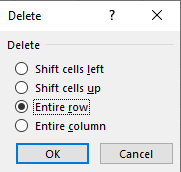 Delete ? ×
Delete
Shift cells left
Shift cells up
Entire row
Entire column
OK Cancel